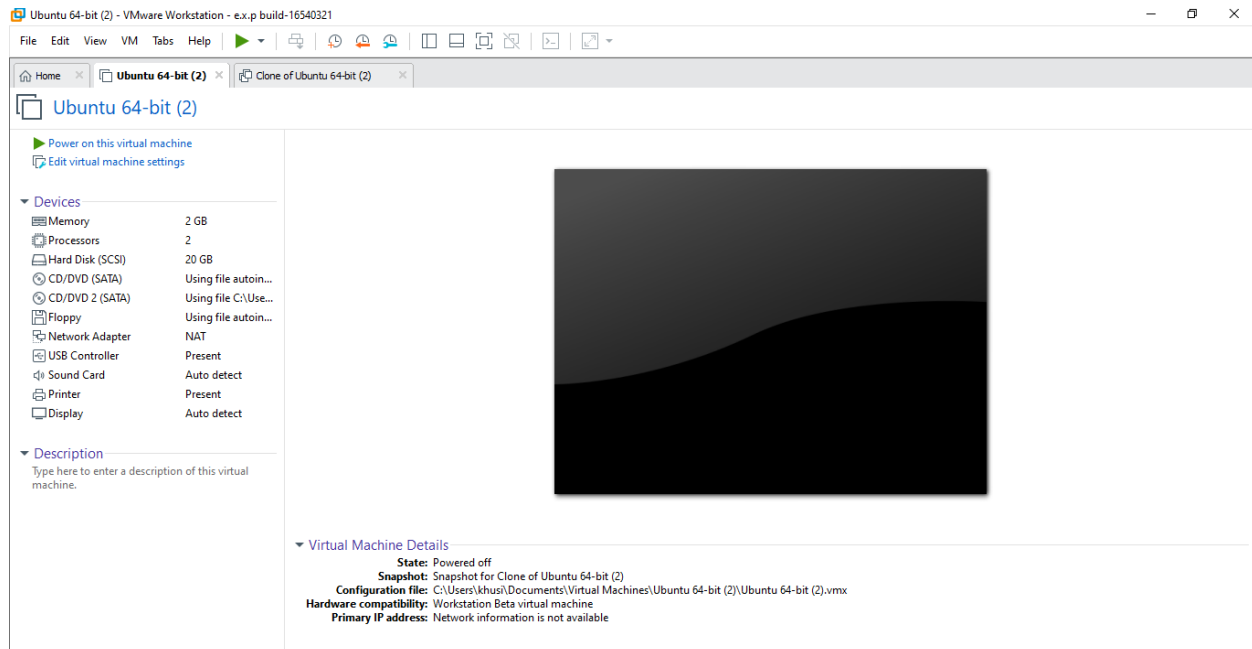 Ubuntu 64-bit (2) - VMware Workstation - e.x.p build-16540321
File Edit View VM Tabs Help
Home Ubuntu 64-bit (2) Clone of Ubuntu 64-bit (2)
Ubuntu 64-bit (2)
Power on this virtual machine
Edit virtual machine settings
Devices
Memory 2 GB
Processors 2
Hard Disk (SCSI) 20 GB
CD/DVD (SATA) Using file autoin...
CD/DVD 2 (SATA) Using file C:\Use...
Floppy Using file autoin...
Network Adapter NAT
USB Controller Present
Sound Card Auto detect
Printer Present
Display Auto detect
Description
Type here to enter a description of this virtual
machine.
Virtual Machine Details
State: Powered off
Snapshot: Snapshot for Clone of Ubuntu 64-bit (2)
Configuration file: C:\Users\khusi\Documents\Virtual Machines\Ubuntu 64-bit (2)\Ubuntu 64-bit (2).vmx
Hardware compatibility: Workstation Beta virtual machine
Primary IP address: Network information is not available